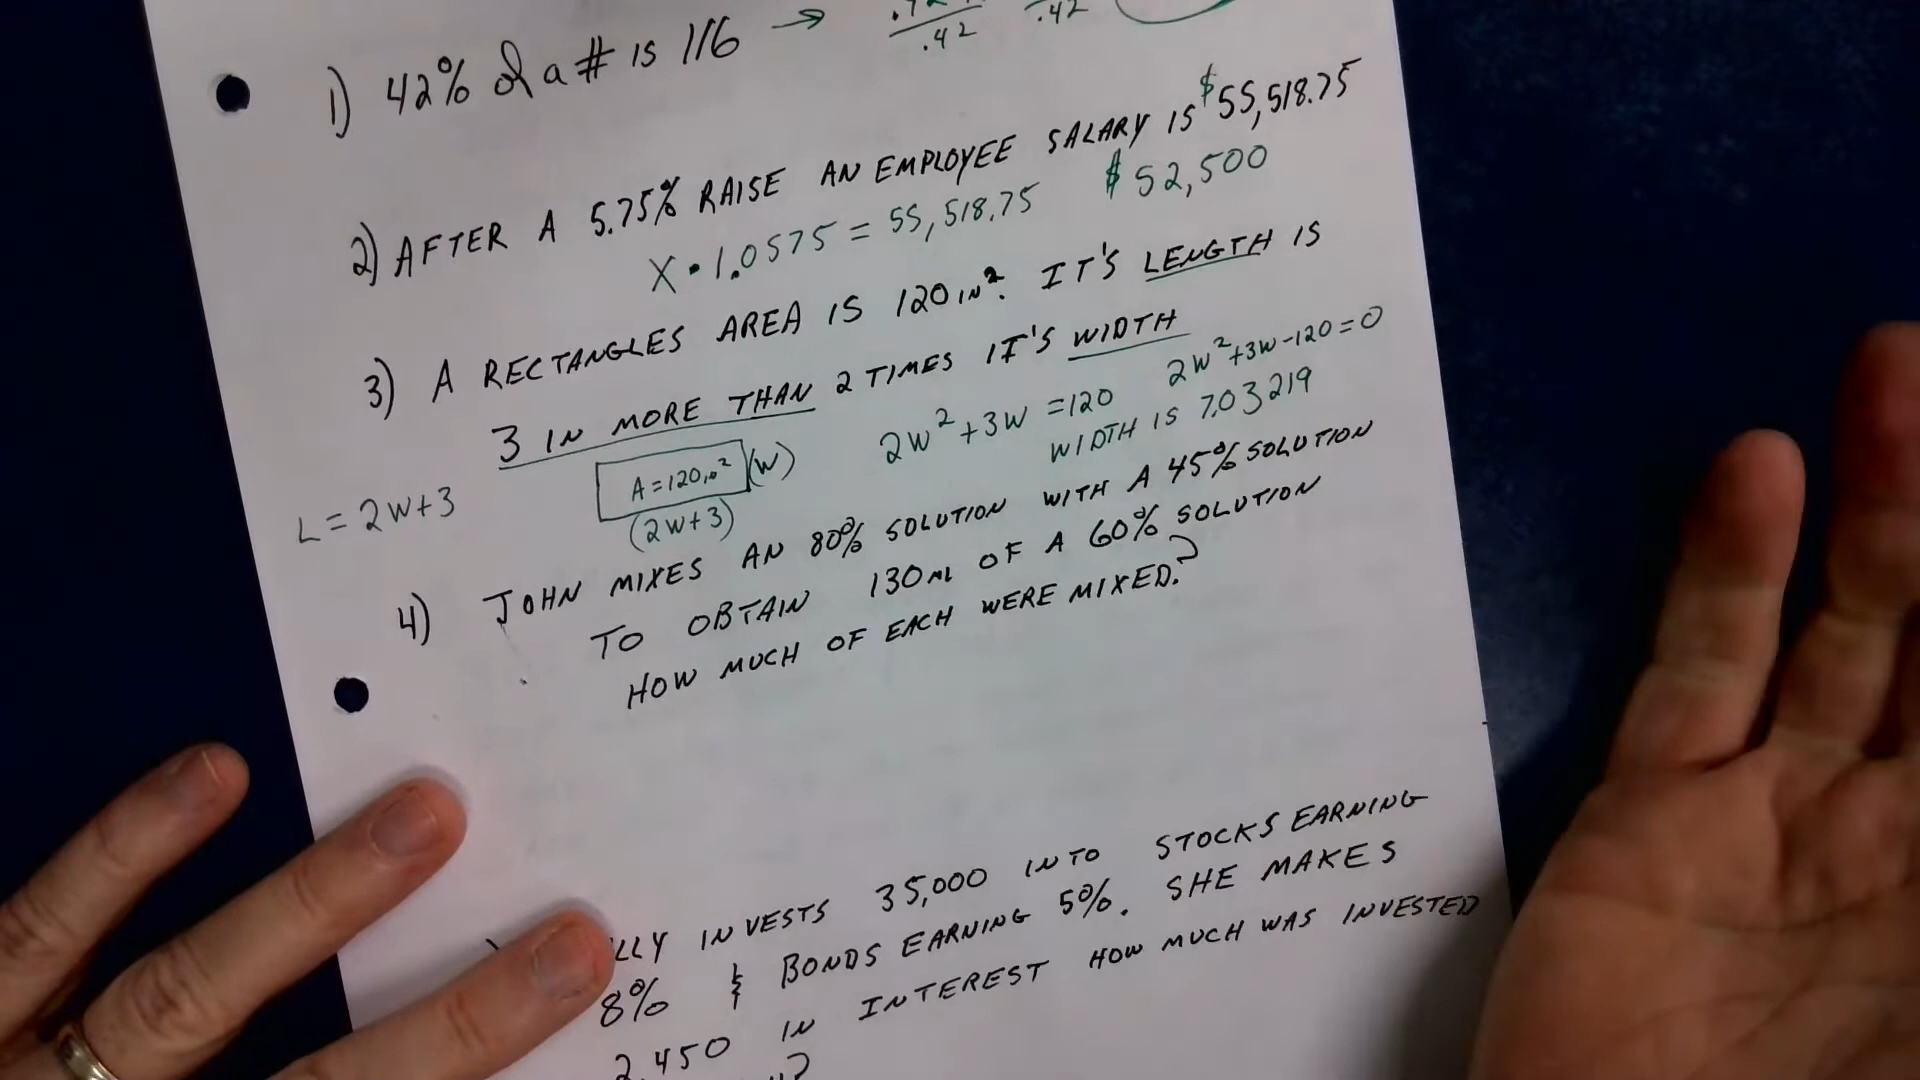 .42
.42
1) 42% of a # is 116 →
2) AFTER A 5.75% RAISE AN EMPLOYEE SALARY IS $55,518.75
X • 1.0575 = 55,518.75 $52,500
3) A RECTANGLES AREA IS 120 IN². IT'S LENGTH IS
3 IN MORE THAN 2 TIMES IT'S WIDTH
2W²+3W-120=0
L = 2W+3
A=120in² (W)
(2W+3)
2W²+3W =120
WIDTH IS 7.03219
4) JOHN MIXES AN 80% SOLUTION WITH A 45% SOLUTION
TO OBTAIN 130 ML OF A 60% SOLUTION
HOW MUCH OF EACH WERE MIXED?
LLY INVESTS 35,000 INTO STOCKS EARNING
8% & BONDS EARNING 5%. SHE MAKES
2,450 IN INTEREST HOW MUCH WAS INVESTED